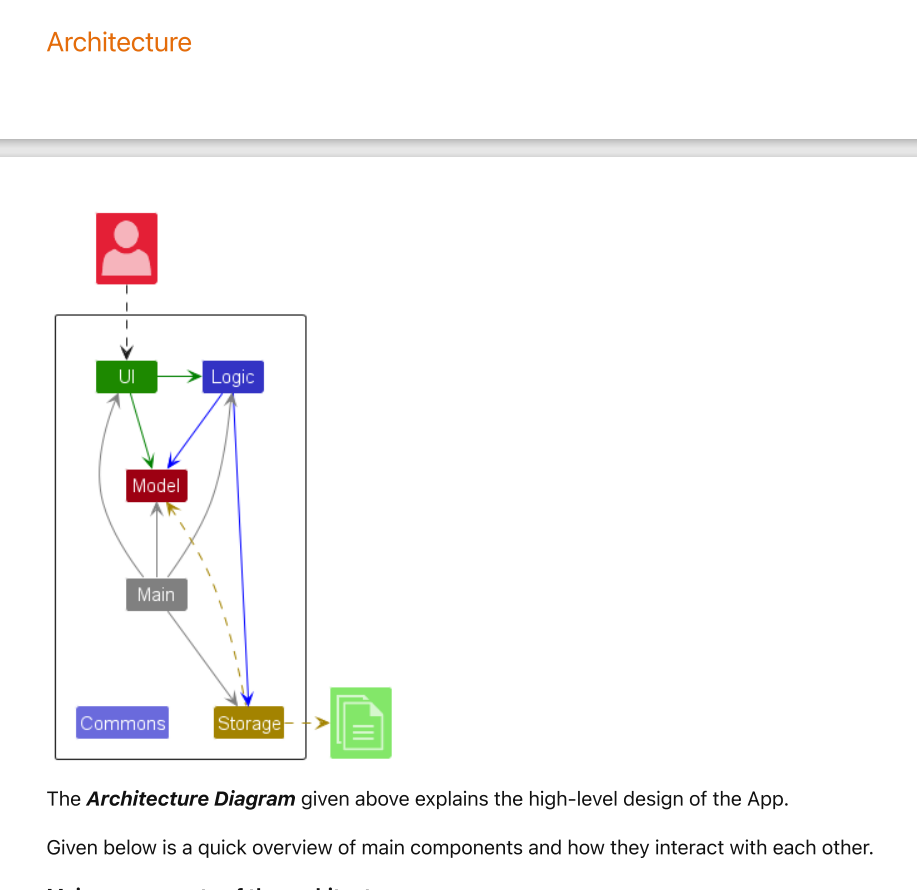 Architecture
UI
Logic
Model
Main
Commons
Storage
The Architecture Diagram given above explains the high-level design of the App.
Given below is a quick overview of main components and how they interact with each other.